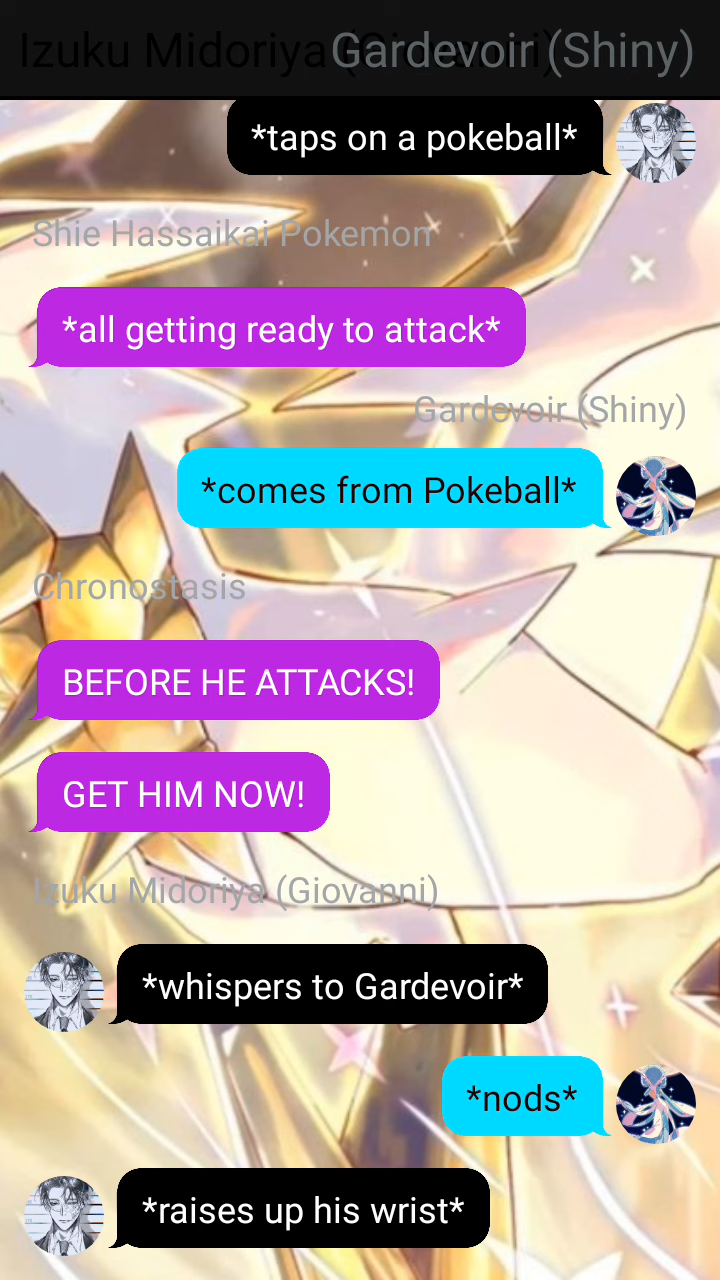 Izuku Midoriya (Giovanni)
Gardevoir (Shiny)
*taps on a pokeball*
Shie Hassaikai Pokemon
*all getting ready to attack*
Gardevoir (Shiny)
*comes from Pokeball*
Chronostasis
BEFORE HE ATTACKS!
GET HIM NOW!
Izuku Midoriya (Giovanni)
*whispers to Gardevoir*
*nods*
*raises up his wrist*